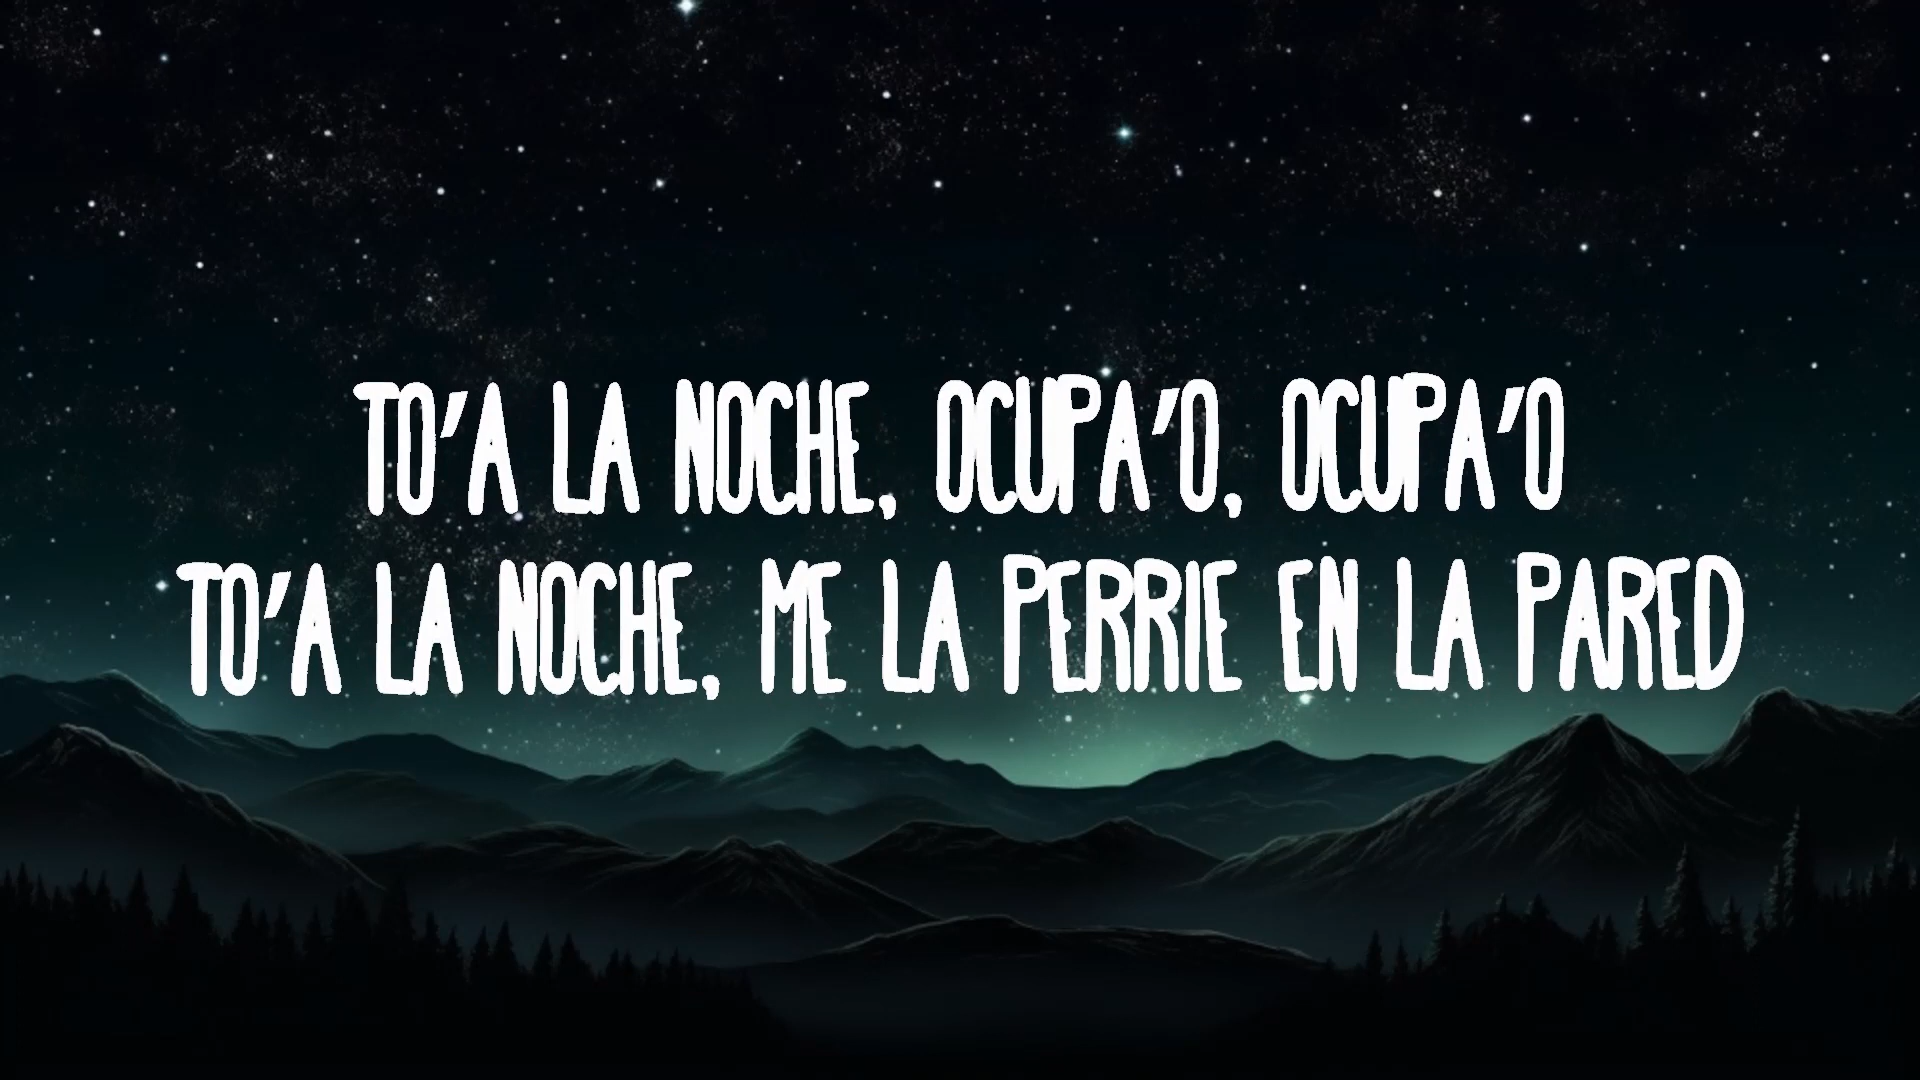 TO'A LA NOCHE, OCUPA'O, OCUPA'O
TO'A LA NOCHE, ME LA PERRIE EN LA PARED